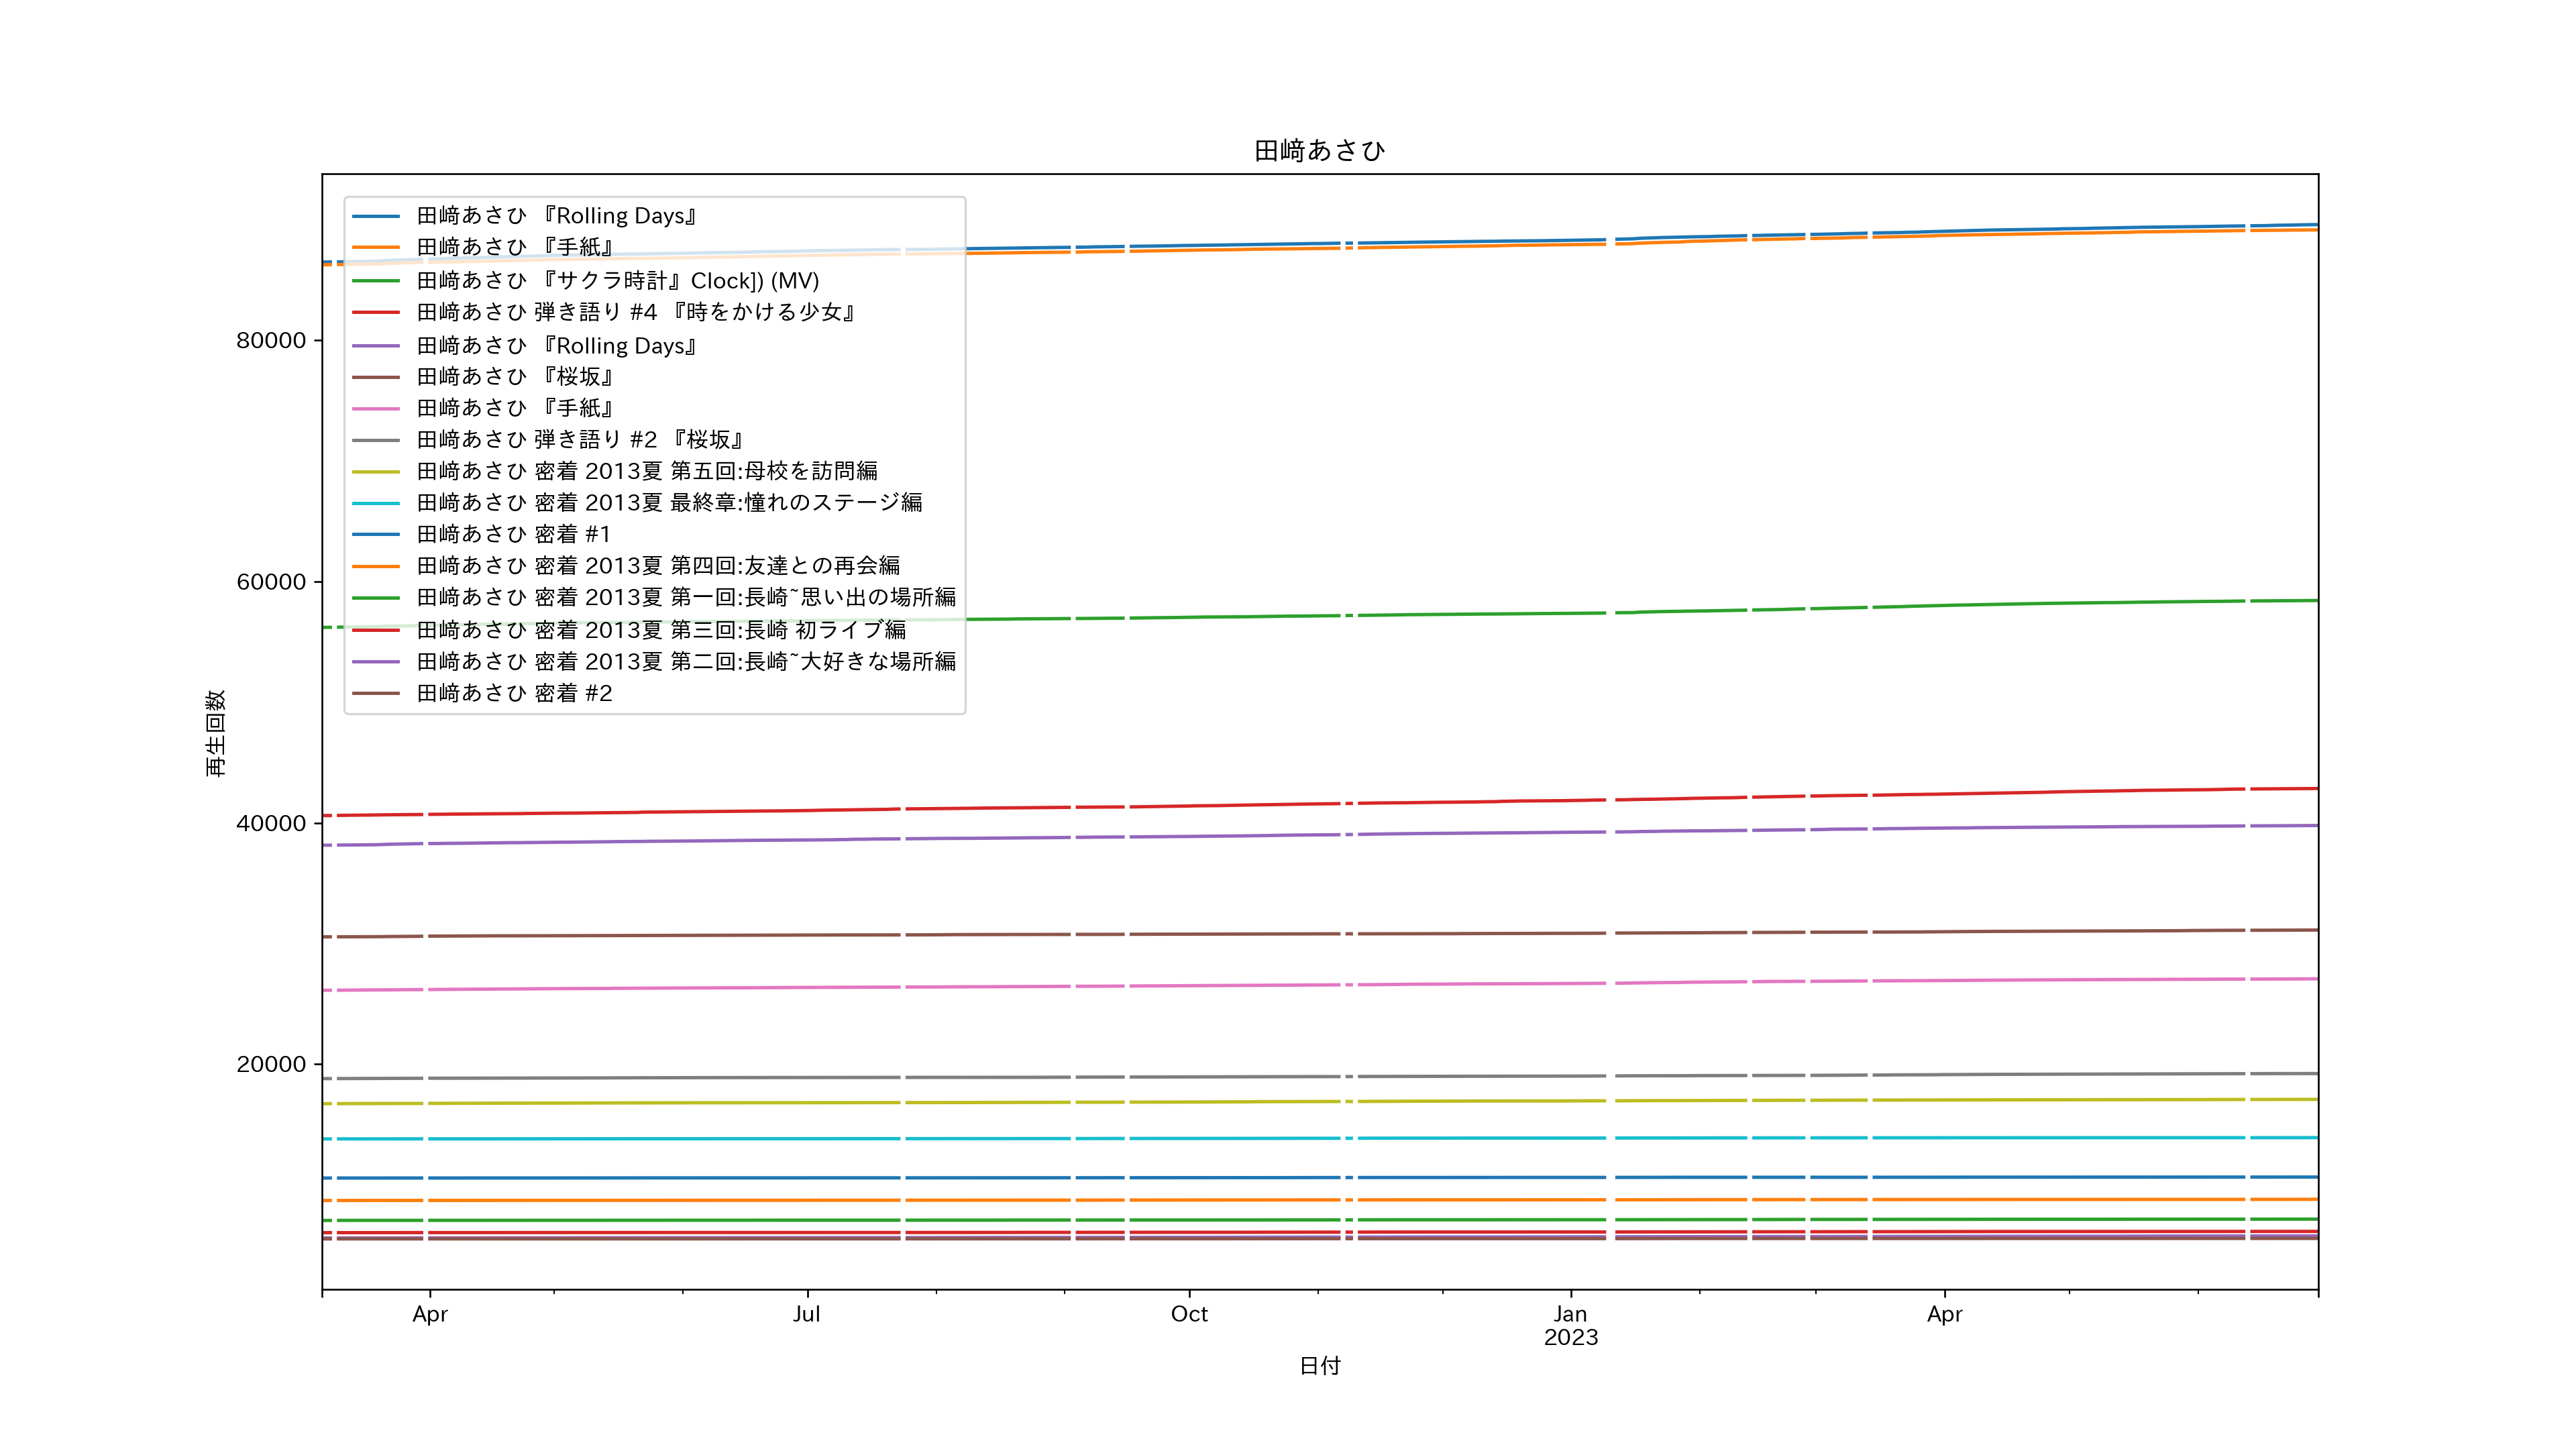 田﨑あさひ
田﨑あさひ 『Rolling Days』
田﨑あさひ 『手紙』
田﨑あさひ 『サクラ時計』Clock]) (MV)
田﨑あさひ 弾き語り #4 『時をかける少女』
田﨑あさひ 『Rolling Days』
田﨑あさひ 『桜坂』
田﨑あさひ 『手紙』
田﨑あさひ 弾き語り #2 『桜坂』
田﨑あさひ 密着 2013夏 第五回:母校を訪問編
田﨑あさひ 密着 2013夏 最終章:憧れのステージ編
田﨑あさひ 密着 #1
田﨑あさひ 密着 2013夏 第四回:友達との再会編
田﨑あさひ 密着 2013夏 第一回:長崎~思い出の場所編
田﨑あさひ 密着 2013夏 第三回:長崎 初ライブ編
田﨑あさひ 密着 2013夏 第二回:長崎~大好きな場所編
田﨑あさひ 密着 #2
80000
60000
40000
20000
再生回数
Apr
Jul
Oct
Jan
2023
Apr
日付